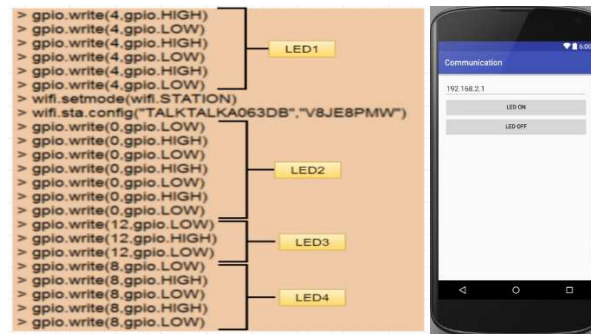 > gpio.write(4,gpio.HIGH)
> gpio.write(4,gpio.LOW)
> gpio.write(4,gpio.HIGH)
> gpio.write(4,gpio.LOW)
> gpio.write(4,gpio.HIGH)
> gpio.write(4,gpio.LOW)
LED1
> wifi.setmode(wifi.STATION)
> wifi.sta.config("TALKTALKA063DB","V8JE8PMW")
> gpio.write(0,gpio.LOW)
> gpio.write(0,gpio.HIGH)
> gpio.write(0,gpio.LOW)
> gpio.write(0,gpio.HIGH)
> gpio.write(0,gpio.LOW)
> gpio.write(0,gpio.HIGH)
> gpio.write(0,gpio.LOW)
LED2
> gpio.write(12,gpio.LOW)
> gpio.write(12,gpio.HIGH)
> gpio.write(12,gpio.LOW)
LED3
> gpio.write(8,gpio.LOW)
> gpio.write(8,gpio.HIGH)
> gpio.write(8,gpio.LOW)
> gpio.write(8,gpio.HIGH)
> gpio.write(8,gpio.LOW)
LED4
6:00
Communication
192.168.2.1
LED ON
LED OFF